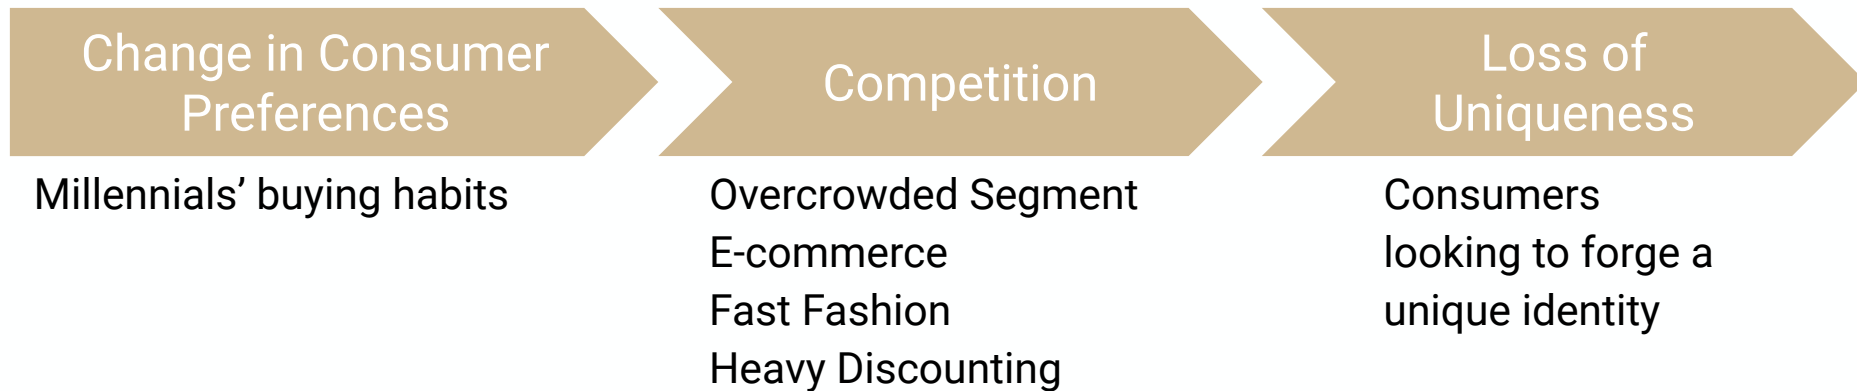 Change in Consumer
Preferences
Millennials’ buying habits
Competition
Overcrowded Segment
E-commerce
Fast Fashion
Heavy Discounting
Loss of
Uniqueness
Consumers
looking to forge a
unique identity